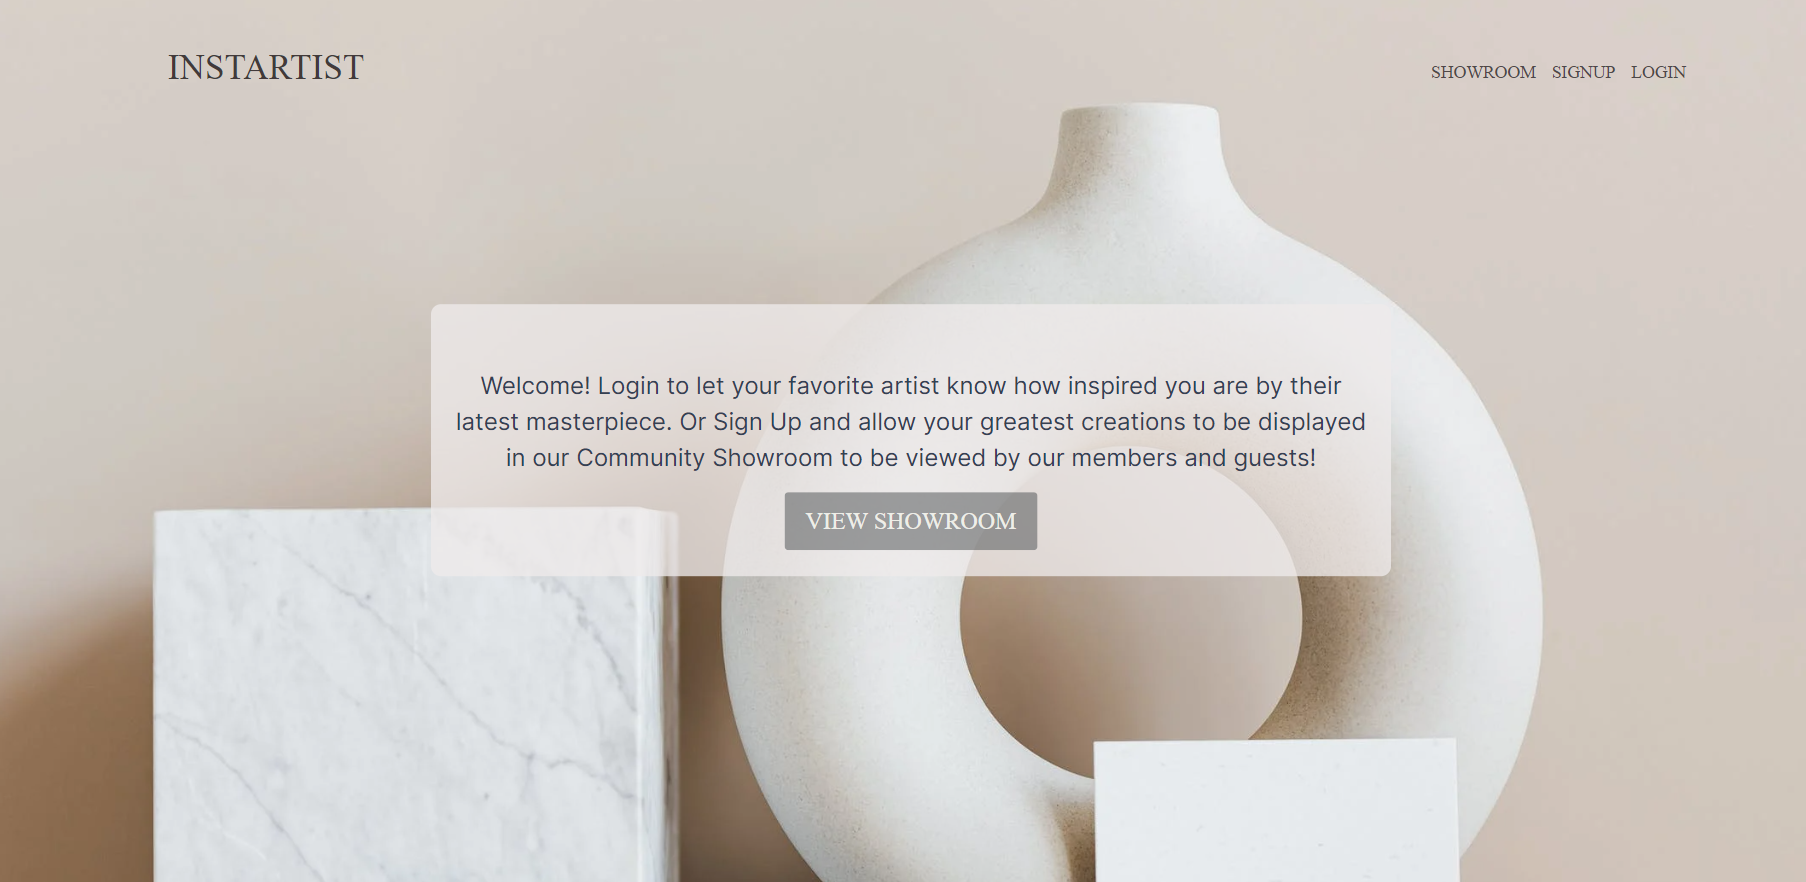 INSTARTIST
SHOWROOM SIGNUP LOGIN
Welcome! Login to let your favorite artist know how inspired you are by their
latest masterpiece. Or Sign Up and allow your greatest creations to be displayed
in our Community Showroom to be viewed by our members and guests!
VIEW SHOWROOM